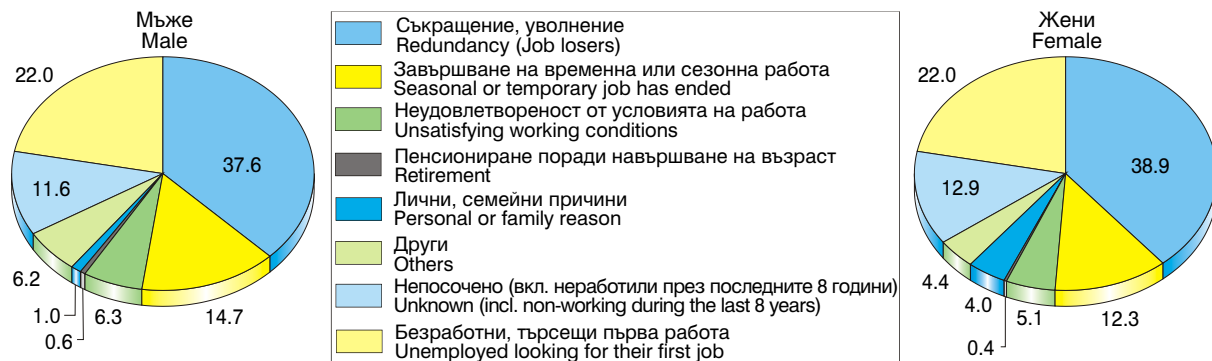 Мъже
Male
22.0
37.6
11.6
6.2
1.0
0.6
6.3
14.7
Съкращение, уволнение
Redundancy (Job losers)
Завършване на временна или сезонна работа
Seasonal or temporary job has ended
Неудовлетвореност от условията на работа
Unsatisfying working conditions
Пенсиониране поради навършване на възраст
Retirement
Лични, семейни причини
Personal or family reason
Други
Others
Непосочено (вкл. неработили през последните 8 години)
Unknown (incl. non-working during the last 8 years)
Безработни, търсещи първа работа
Unemployed looking for their first job
Жени
Female
22.0
38.9
12.9
4.4
4.0
0.4
5.1
12.3